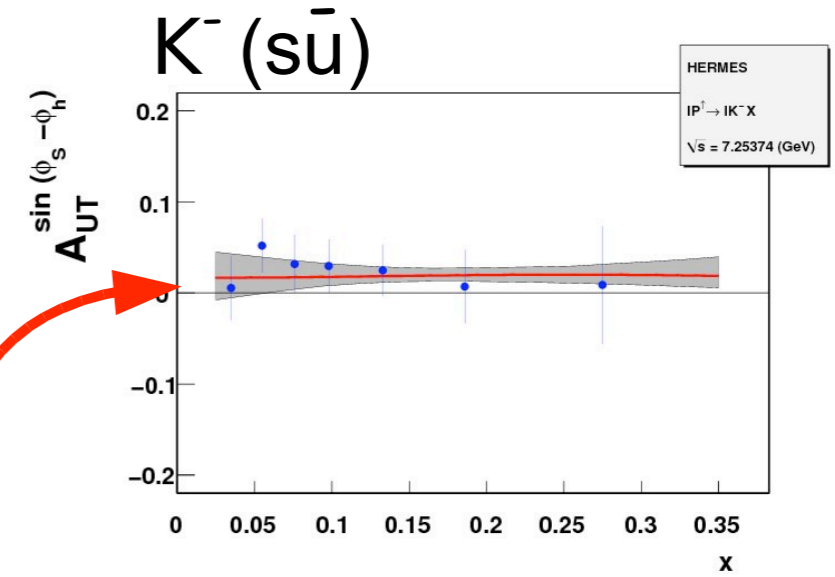 K⁻ (sū)
HERMES
lP↑ → lK⁻ X
√s = 7.25374 (GeV)
A_UT^sin (ϕ_S −ϕ_h)
0.2
0.1
0
−0.1
−0.2
0 0.05 0.1 0.15 0.2 0.25 0.3 0.35
x